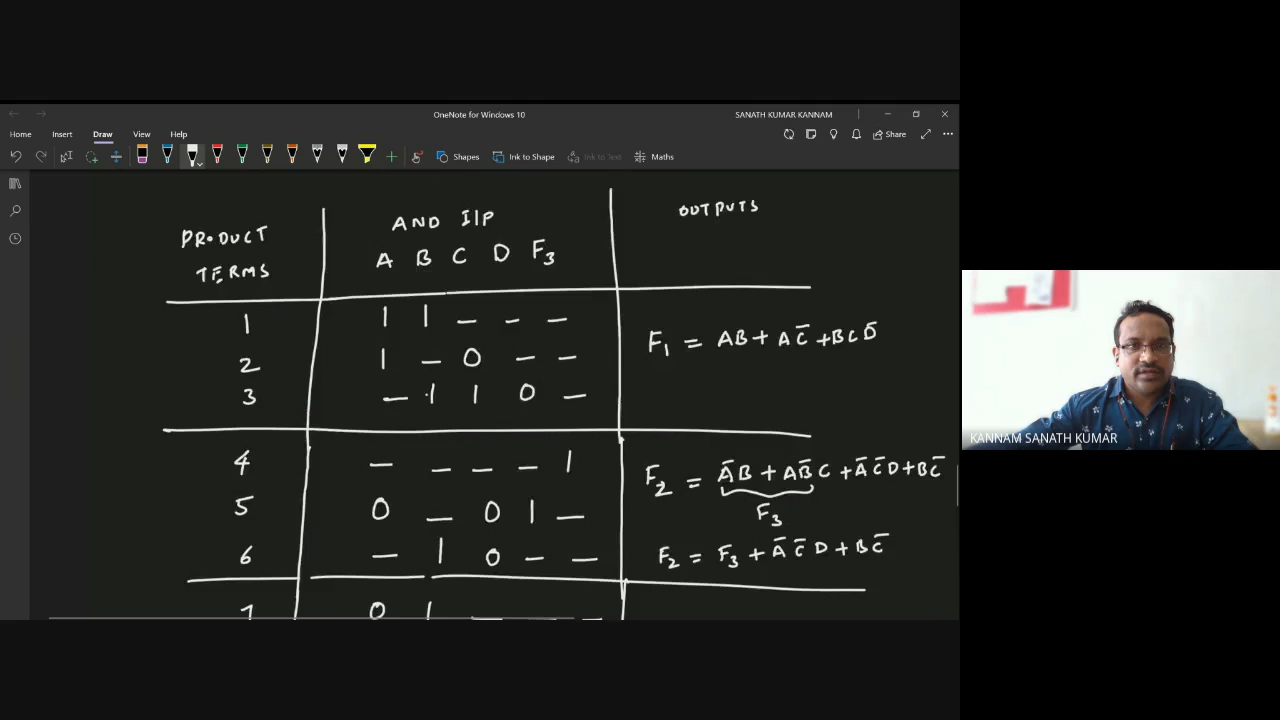 OneNote for Windows 10
SANATH KUMAR KANNAM
Home Insert Draw View Help
Share
Shapes Ink to Shape Ink to Text Maths
PRODUCT TERMS
AND I/P
A B C D F₃
OUTPUTS
1 1 1 – – –
F₁ = AB + AC̅ + BCD̅
2 1 – 0 – –
3 – 1 1 0 –
4 – – – – 1
F₂ = A̅B + AB̅C + A̅C̅D + BC̅
F₃
5 0 – 0 1 –
6 – 1 0 – –
F₂ = F₃ + A̅C̅D + BC̅
7 0 1 – – –
KANNAM SANATH KUMAR